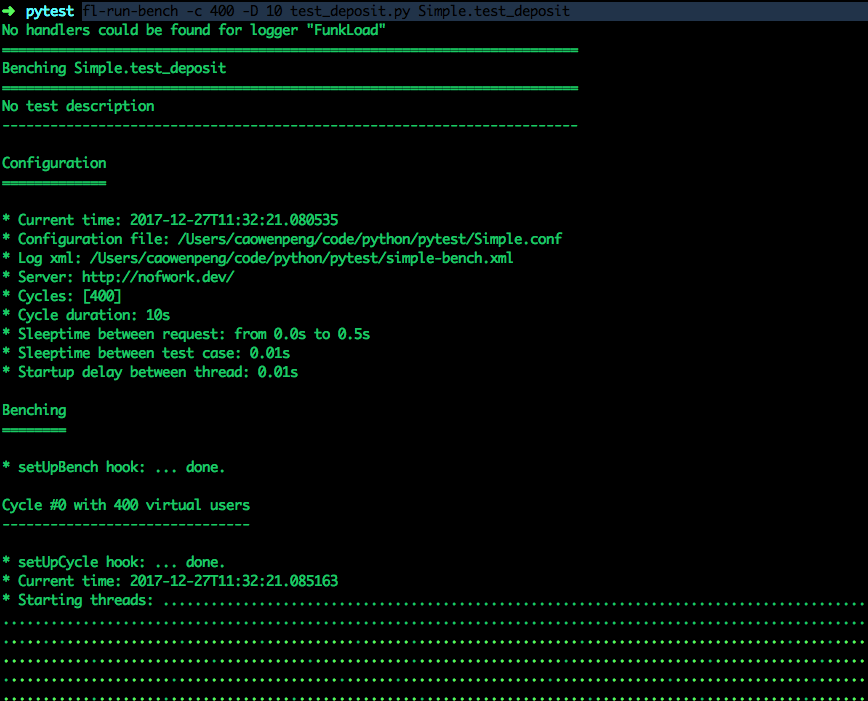 ➜ pytest fl-run-bench -c 400 -D 10 test_deposit.py Simple.test_deposit
No handlers could be found for logger "FunkLoad"
========================================================================
Benching Simple.test_deposit
========================================================================
No test description
------------------------------------------------------------------------
Configuration
=============
* Current time: 2017-12-27T11:32:21.080535
* Configuration file: /Users/caowenpeng/code/python/pytest/Simple.conf
* Log xml: /Users/caowenpeng/code/python/pytest/simple-bench.xml
* Server: http://nofwork.dev/
* Cycles: [400]
* Cycle duration: 10s
* Sleeptime between request: from 0.0s to 0.5s
* Sleeptime between test case: 0.01s
* Startup delay between thread: 0.01s
Benching
========
* setUpBench hook: ... done.
Cycle #0 with 400 virtual users
-------------------------------
* setUpCycle hook: ... done.
* Current time: 2017-12-27T11:32:21.085163
* Starting threads: ........................................................................................
............................................................................................................
............................................................................................................
............................................................................................................
............................................................................................................
............................................................................................................